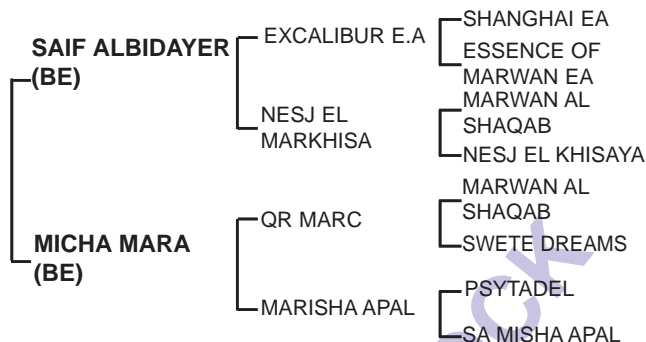 SAIF ALBIDAYER
(BE)
EXCALIBUR E.A
SHANGHAI EA
ESSENCE OF
MARWAN EA
NESJ EL
MARKHISA
MARWAN AL
SHAQAB
NESJ EL KHISAYA
MICHA MARA
(BE)
QR MARC
MARWAN AL
SHAQAB
SWETE DREAMS
MARISHA APAL
PSYTADEL
SA MISHA APAL